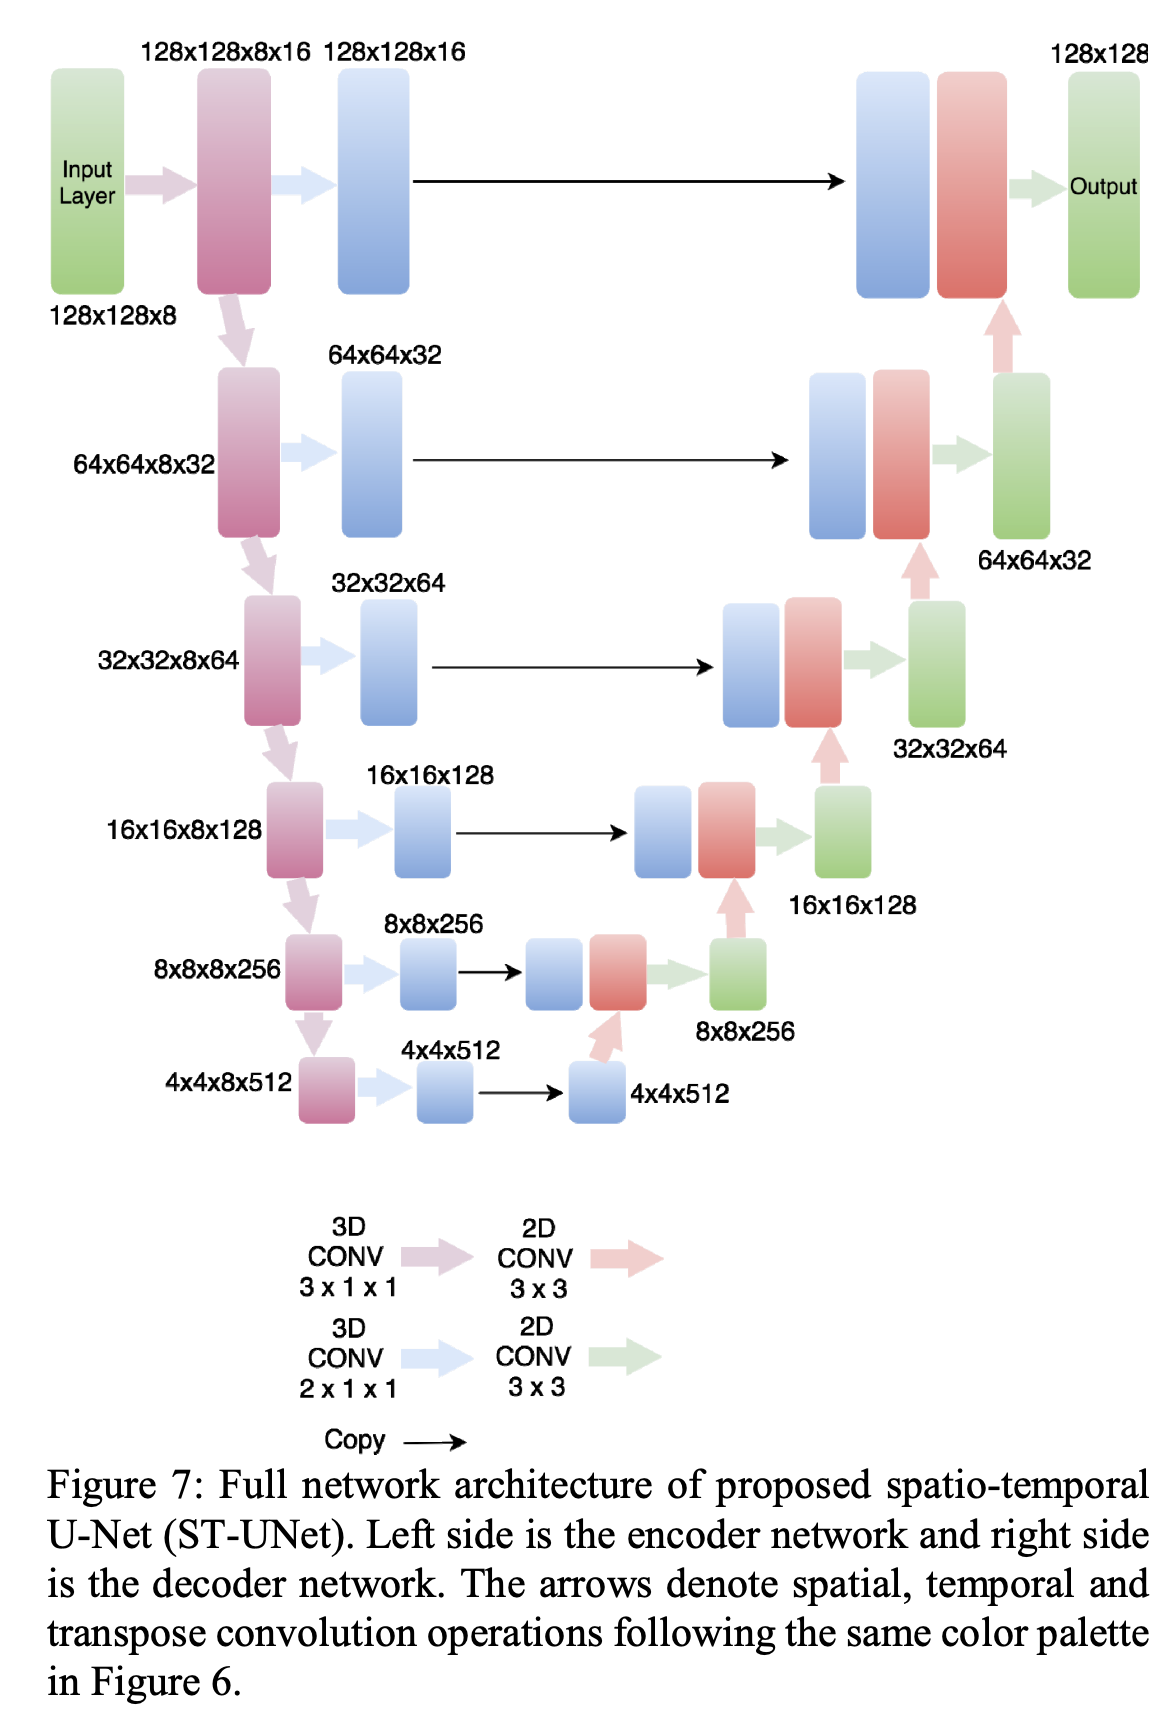 128x128x8x16 128x128x16
128x128
Input
Layer
Output
128x128x8
64x64x32
64x64x8x32
64x64x32
32x32x64
32x32x8x64
32x32x64
16x16x128
16x16x8x128
16x16x128
8x8x256
8x8x8x256
8x8x256
4x4x512
4x4x8x512
4x4x512
3D
CONV
3 x 1 x 1
2D
CONV
3 x 3
3D
CONV
2 x 1 x 1
2D
CONV
3 x 3
Copy
Figure 7: Full network architecture of proposed spatio-temporal
U-Net (ST-UNet). Left side is the encoder network and right side
is the decoder network. The arrows denote spatial, temporal and
transpose convolution operations following the same color palette
in Figure 6.